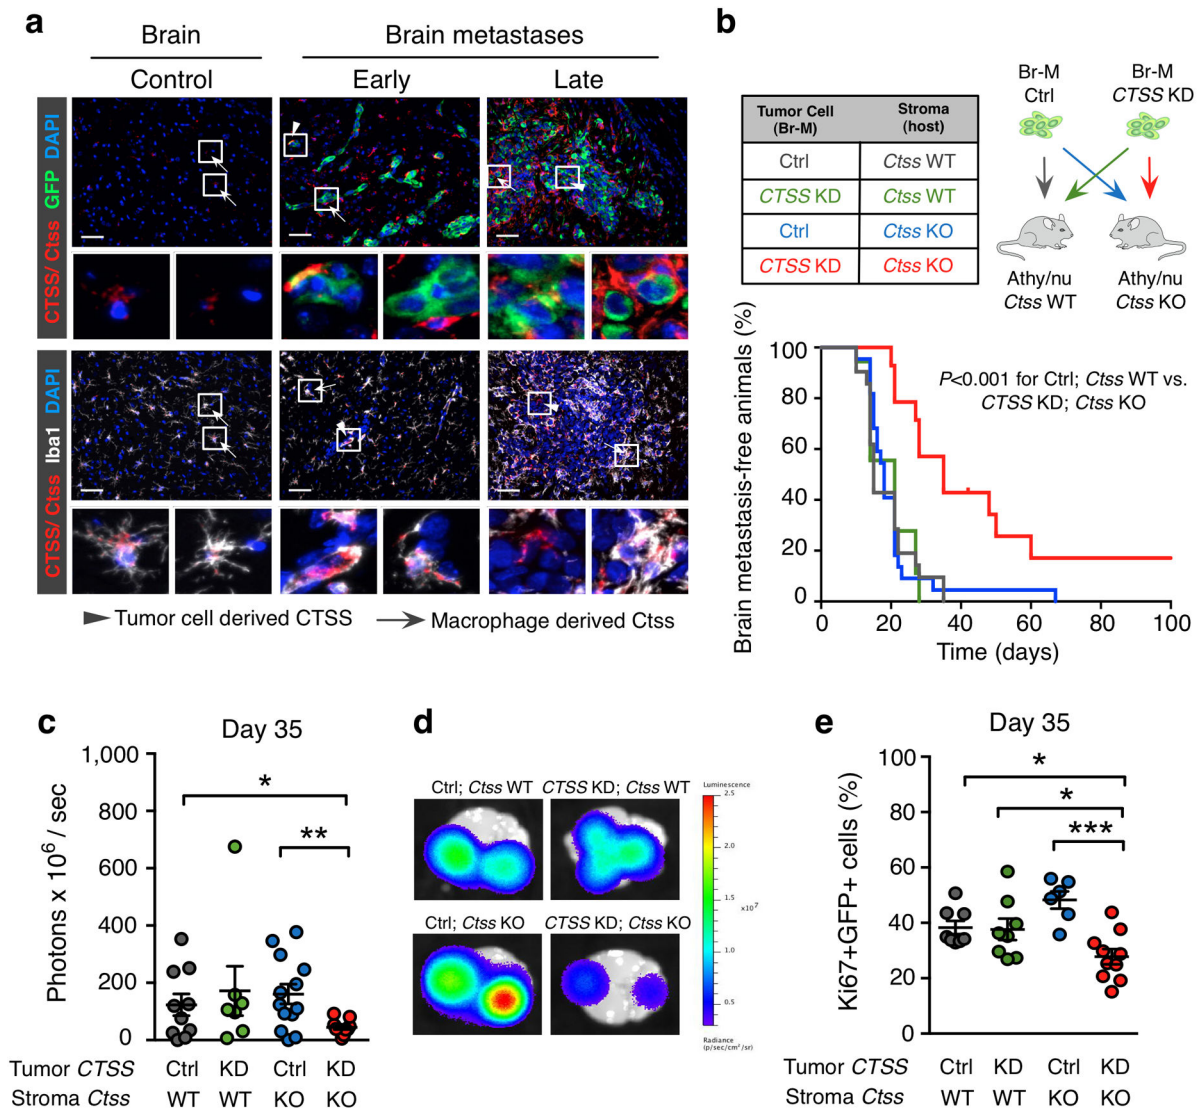 a
Brain
Brain metastases
Control
Early
Late
CTSS/ Ctss GFP DAPI
CTSS/ Ctss Iba1 DAPI
Tumor cell derived CTSS
Macrophage derived Ctss
b
Tumor Cell
(Br-M)
Stroma
(host)
Ctrl
Ctss WT
CTSS KD
Ctss WT
Ctrl
Ctss KO
CTSS KD
Ctss KO
Br-M
Ctrl
Br-M
CTSS KD
Athy/nu
Ctss WT
Athy/nu
Ctss KO
Brain metastasis-free animals (%)
100
80
60
40
20
0
P<0.001 for Ctrl; Ctss WT vs.
CTSS KD; Ctss KO
0
20
40
60
80
100
Time (days)
c
Day 35
Photons x 10⁶ / sec
1,000
800
600
400
200
0
*
**
Tumor CTSS
Ctrl
KD
Ctrl
KD
Stroma Ctss
WT
WT
KO
KO
d
Ctrl; Ctss WT
CTSS KD; Ctss WT
Ctrl; Ctss KO
CTSS KD; Ctss KO
Luminescence
2.5
2.0
1.5
x10⁷
1.0
0.5
Radiance
(p/sec/cm²/sr)
e
Day 35
Ki67+GFP+ cells (%)
100
80
60
40
20
0
*
*
***
Tumor CTSS
Ctrl
KD
Ctrl
KD
Stroma Ctss
WT
WT
KO
KO